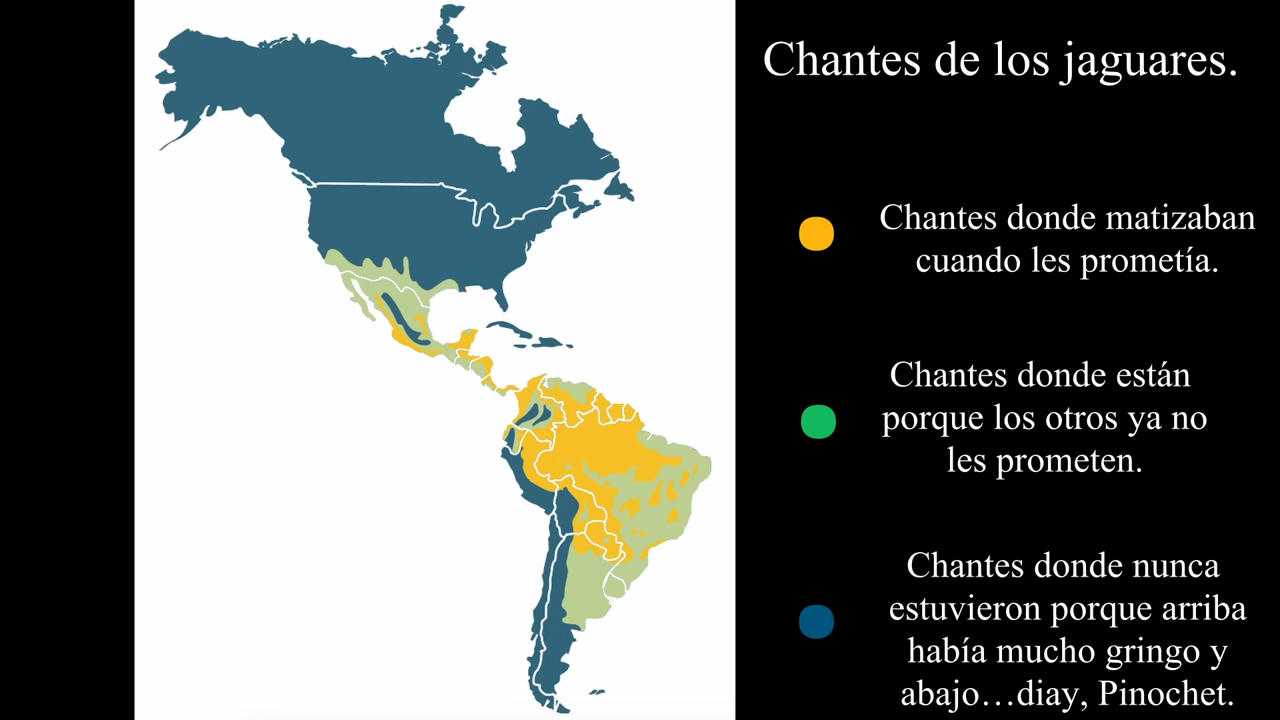 Chantes de los jaguares.
Chantes donde matizaban
cuando les prometía.
Chantes donde están
porque los otros ya no
les prometen.
Chantes donde nunca
estuvieron porque arriba
había mucho gringo y
abajo…diay, Pinochet.